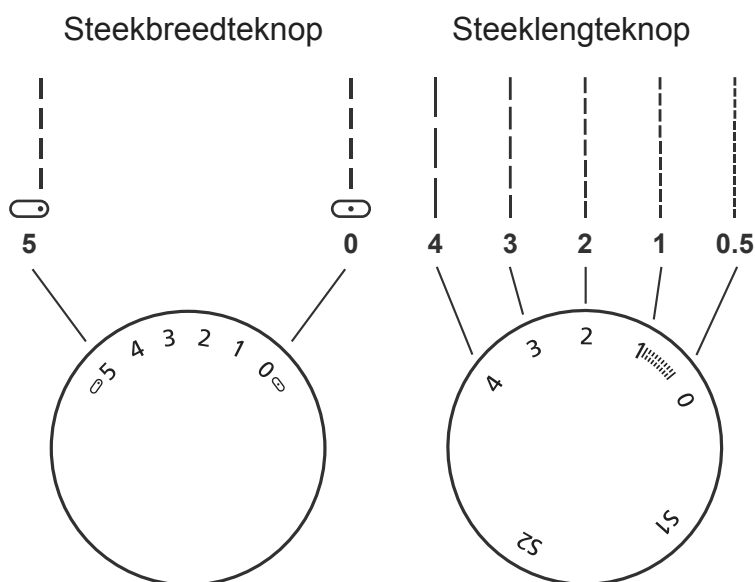 Steekbreedteknop
Steeklengteknop
5 0
4 3 2 1 0.5
5 4 3 2 1 0
4 3 2 1 0
S2 S1